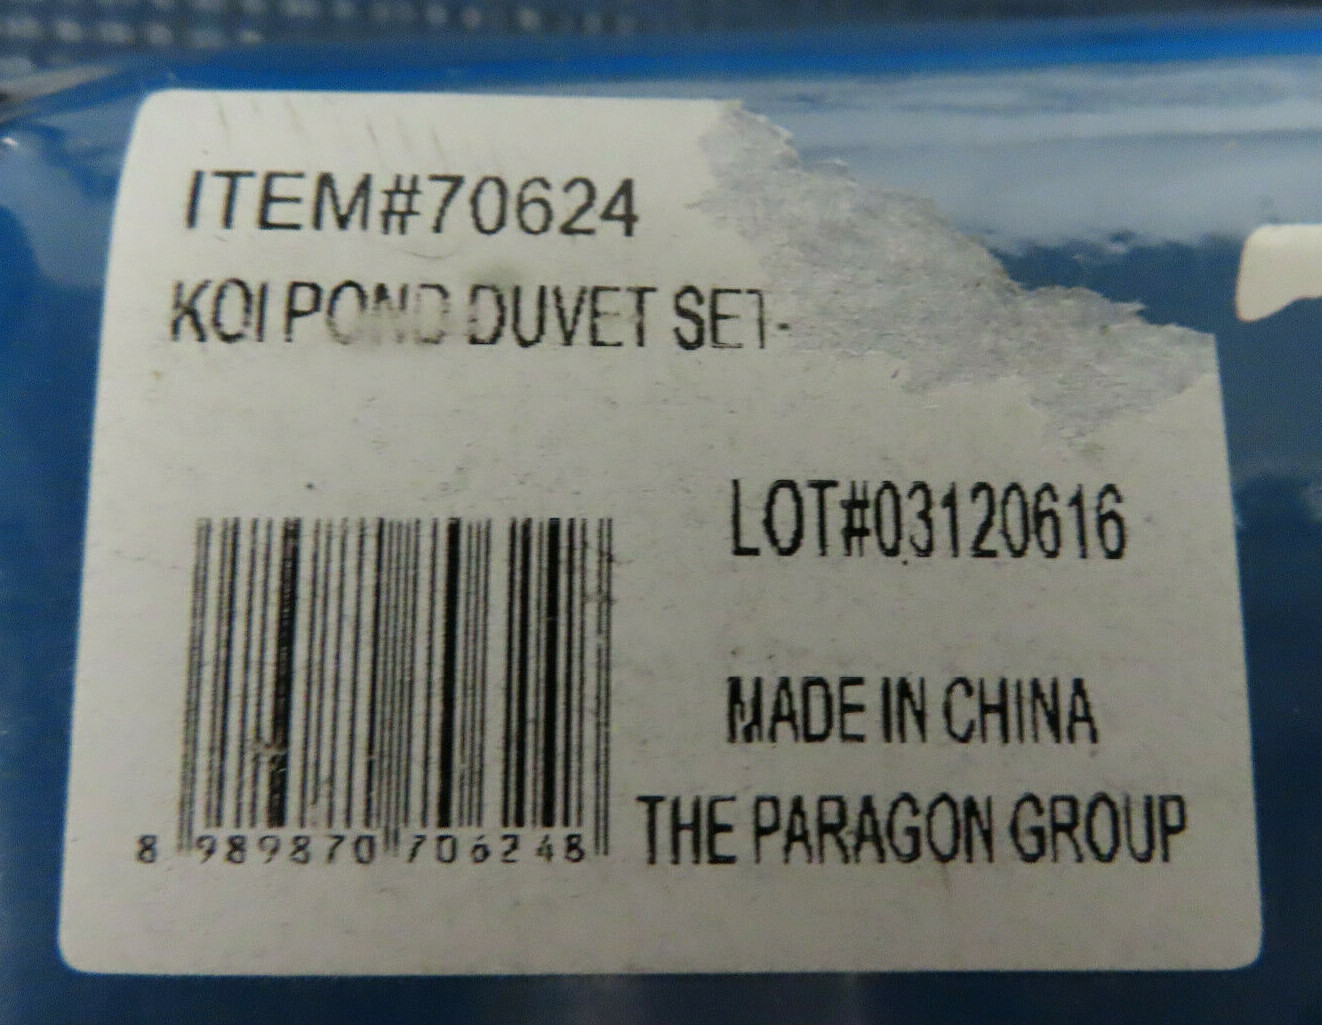 ITEM#70624
KOI POND DUVET SET-
LOT#03120616
MADE IN CHINA
THE PARAGON GROUP
8 989870 706248